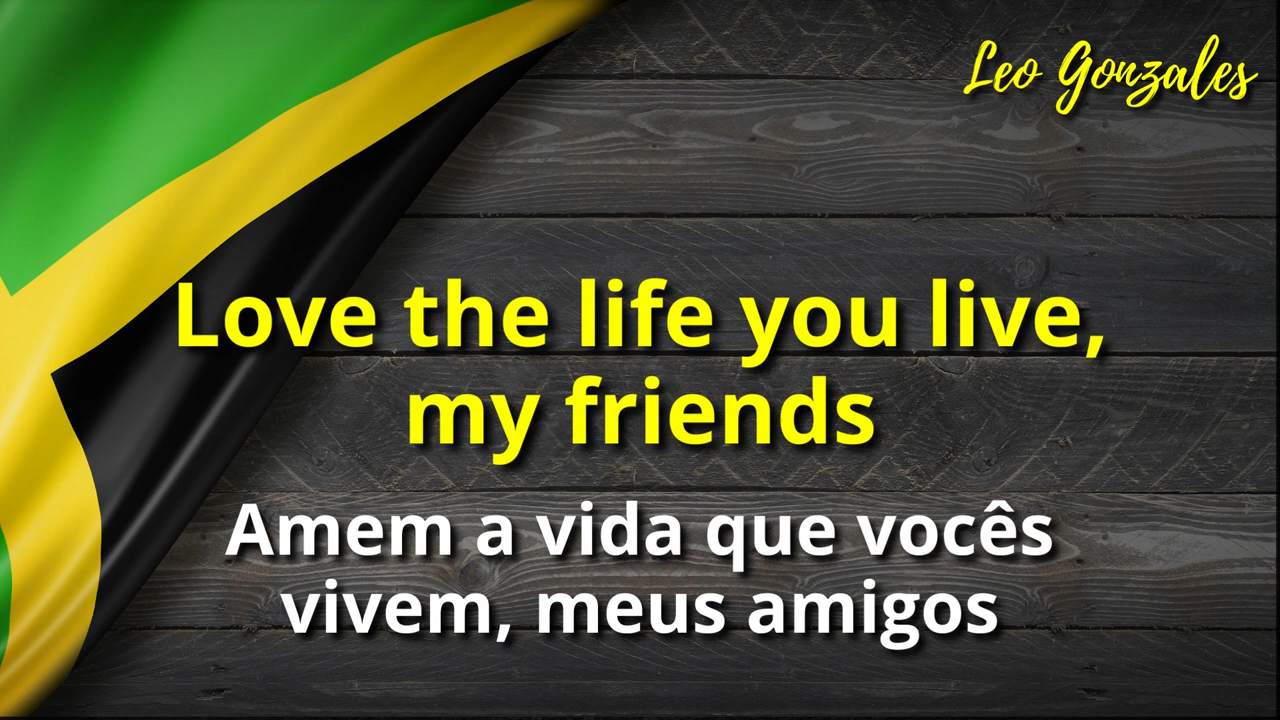 Leo Gonzales
Love the life you live,
my friends
Amem a vida que vocês
vivem, meus amigos